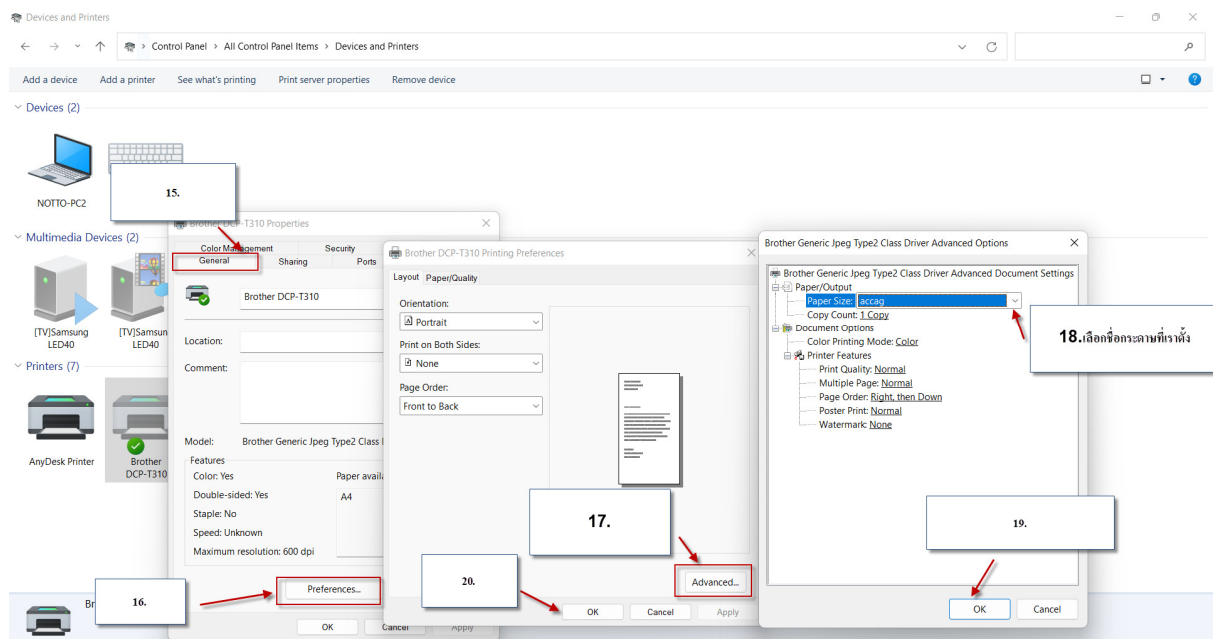 Devices and Printers
Control Panel > All Control Panel Items > Devices and Printers
Add a device Add a printer See what's printing Print server properties Remove device
Devices (2)
NOTTO-PC2
15.
Multimedia Devices (2)
[TV]Samsung
LED40
[TV]Samsun
LED40
Printers (7)
AnyDesk Printer
Brother
DCP-T310
Br
16.
Brother DCP-T310 Properties
Color Management Security
General Sharing Ports
Brother DCP-T310
Location:
Comment:
Model: Brother Generic Jpeg Type2 Class
Features
Color: Yes Paper availa
Double-sided: Yes A4
Staple: No
Speed: Unknown
Maximum resolution: 600 dpi
Preferences...
OK Cancel Apply
Brother DCP-T310 Printing Preferences
Layout Paper/Quality
Orientation:
Portrait
Print on Both Sides:
None
Page Order:
Front to Back
17.
Advanced...
20.
OK Cancel Apply
Brother Generic Jpeg Type2 Class Driver Advanced Options
Brother Generic Jpeg Type2 Class Driver Advanced Document Settings
Paper/Output
Paper Size: accag
Copy Count: 1 Copy
Document Options
Color Printing Mode: Color
Printer Features
Print Quality: Normal
Multiple Page: Normal
Page Order: Right, then Down
Poster Print: Normal
Watermark: None
18.เลือกชื่อกระดาษที่เราตั้ง
19.
OK Cancel